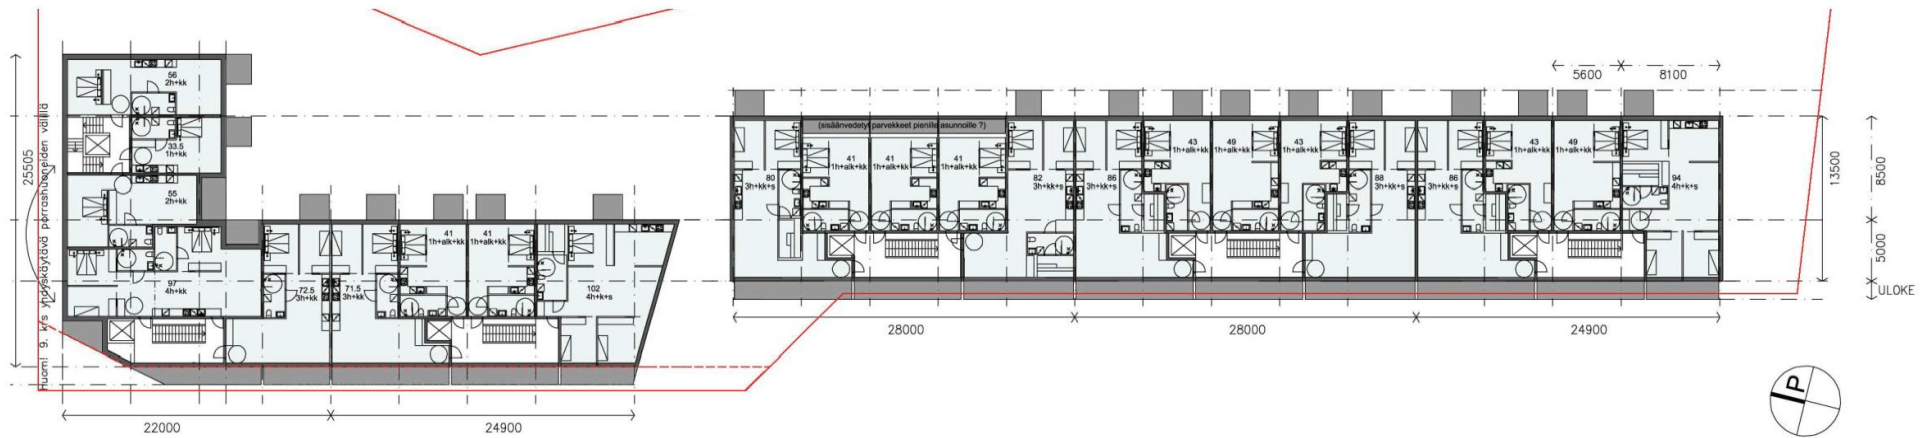 56
2h+kk
33.5
1h+kk
55
2h+kk
97
4h+kk
72.5
3h+kk
71.5
3h+kk
41
1h+alk+kk
41
1h+alk+kk
102
4h+k+s
25505
Huom! 9. krs yhdyskäytävä porrashuoneiden välillä
22000
24900
(sisäänvedetyt parvekkeet pienille asunnoille ?)
80
3h+kk+s
41
1h+alk+kk
41
1h+alk+kk
41
1h+alk+kk
82
3h+kk+s
86
3h+kk+s
43
1h+alk+kk
49
1h+alk+kk
43
1h+alk+kk
88
3h+kk+s
86
3h+kk+s
43
1h+alk+kk
49
1h+alk+kk
94
4h+k+s
5600
8100
13500
8500
5000
ULOKE
28000
28000
24900
P